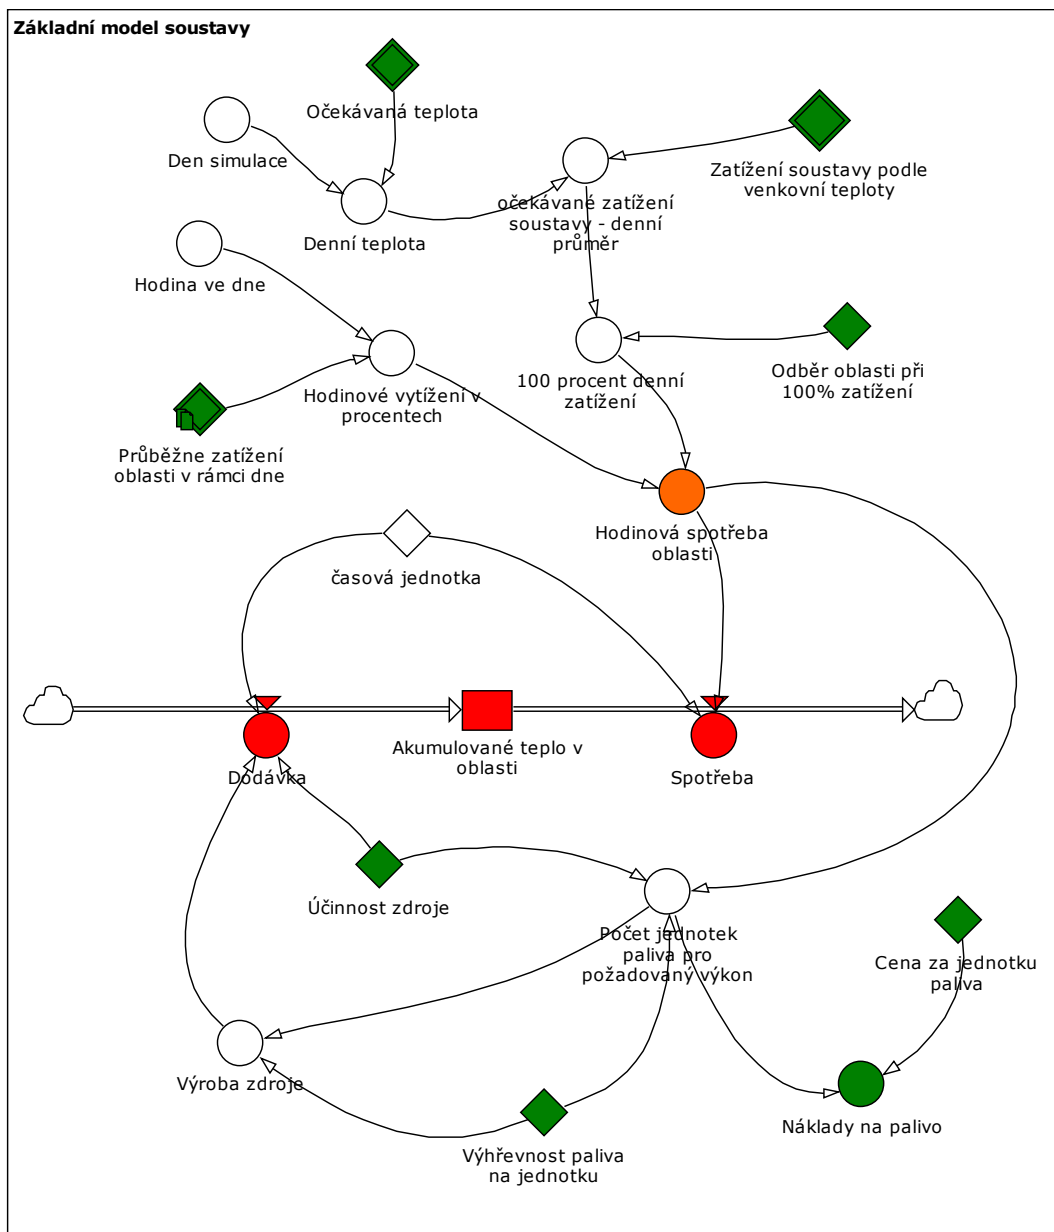 Základní model soustavy
Očekávaná teplota
Den simulace
Zatížení soustavy podle
venkovní teploty
Denní teplota
očekávané zatížení
soustavy - denní
průměr
Hodina ve dne
Hodinové vytížení v
procentech
100 procent denní
zatížení
Odběr oblasti při
100% zatížení
Průběžne zatížení
oblasti v rámci dne
Hodinová spotřeba
oblasti
časová jednotka
Dodávka
Akumulované teplo v
oblasti
Spotřeba
Účinnost zdroje
Počet jednotek
paliva pro
požadovaný výkon
Cena za jednotku
paliva
Výroba zdroje
Výhřevnost paliva
na jednotku
Náklady na palivo